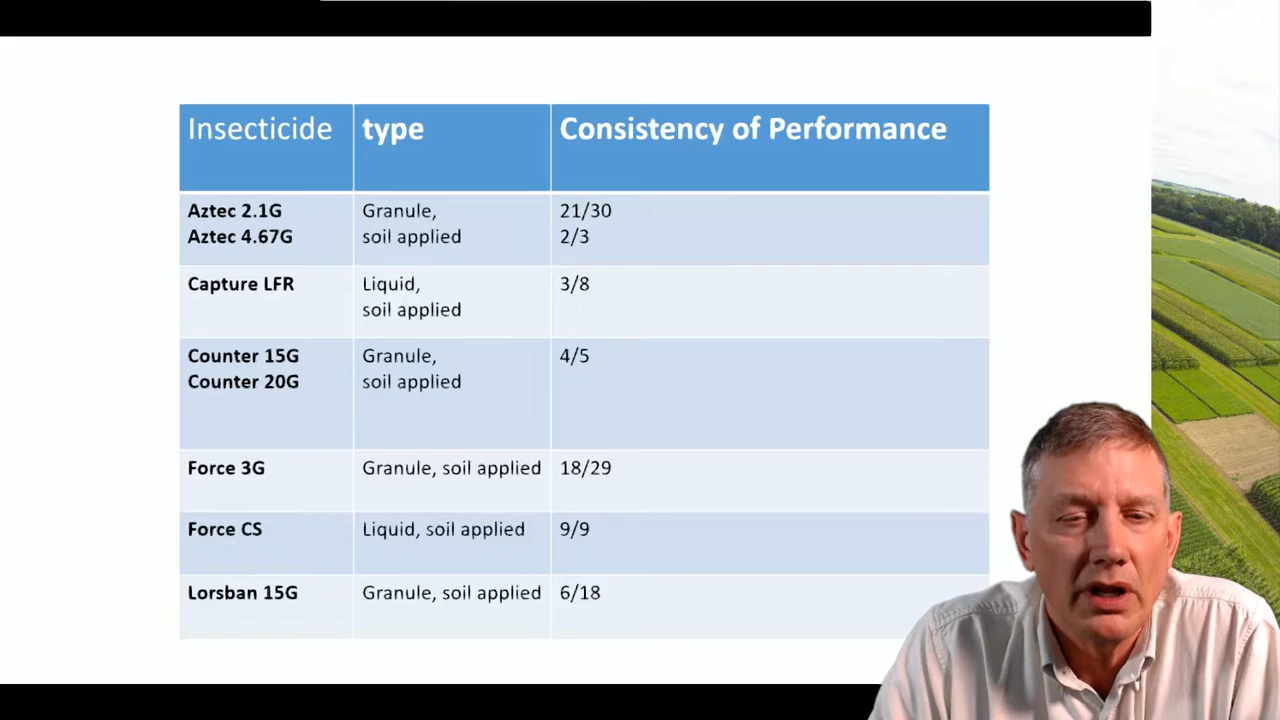 Insecticide type Consistency of Performance
Aztec 2.1G Granule, 21/30
Aztec 4.67G soil applied 2/3
Capture LFR Liquid, 3/8
soil applied
Counter 15G Granule, 4/5
Counter 20G soil applied
Force 3G Granule, soil applied 18/29
Force CS Liquid, soil applied 9/9
Lorsban 15G Granule, soil applied 6/18